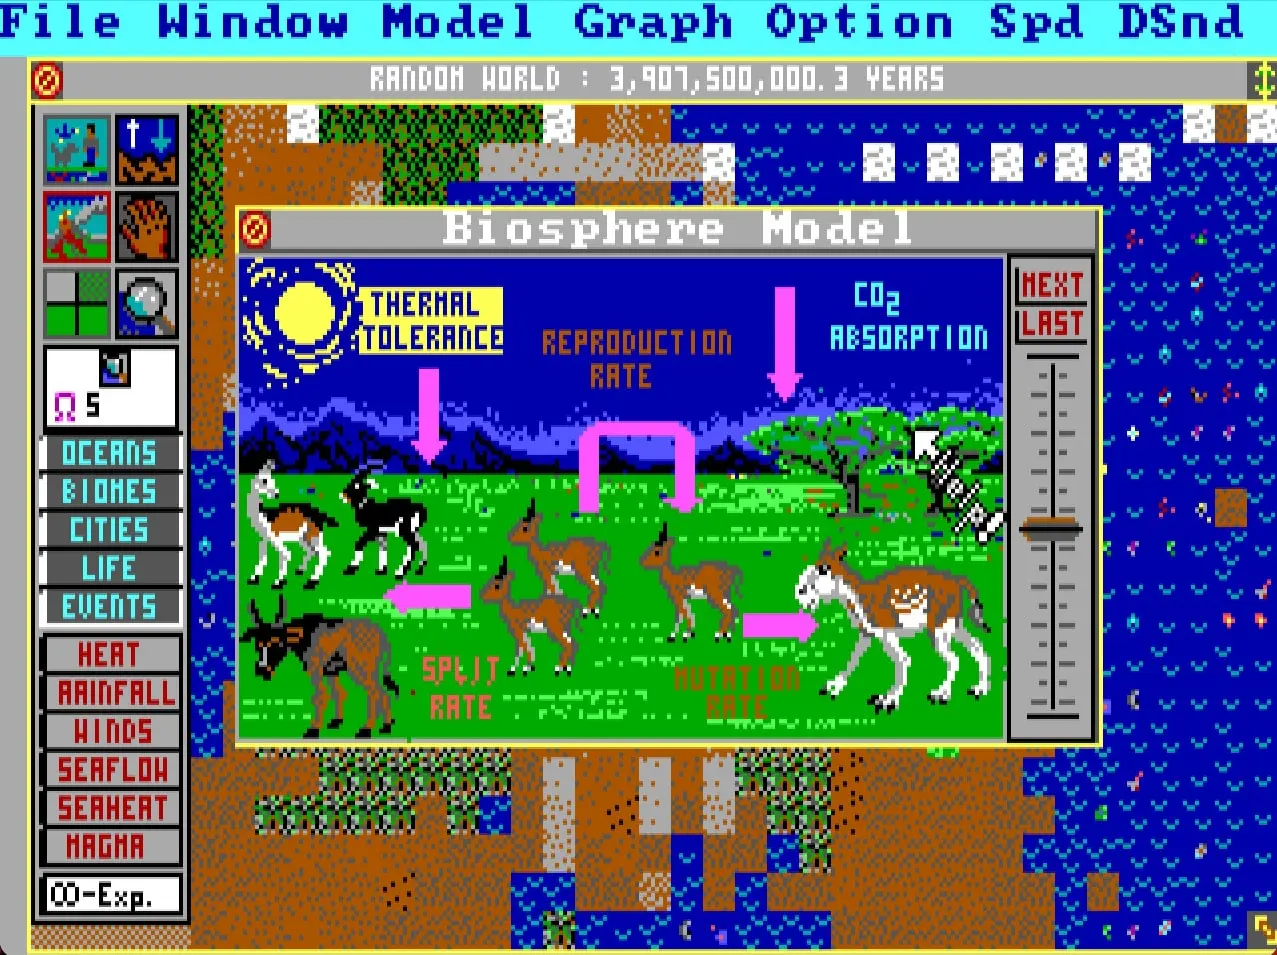 File Window Model Graph Option Spd DSnd
RANDOM WORLD : 3,907,500,000.3 YEARS
Biosphere Model
THERMAL
TOLERANCE
REPRODUCTION
RATE
CO2
ABSORPTION
NEXT
LAST
SPLIT
RATE
MUTATION
RATE
Ω 5
OCEANS
BIOMES
CITIES
LIFE
EVENTS
HEAT
RAINFALL
WINDS
SEAFLOW
SEAHEAT
MAGMA
∞-Exp.